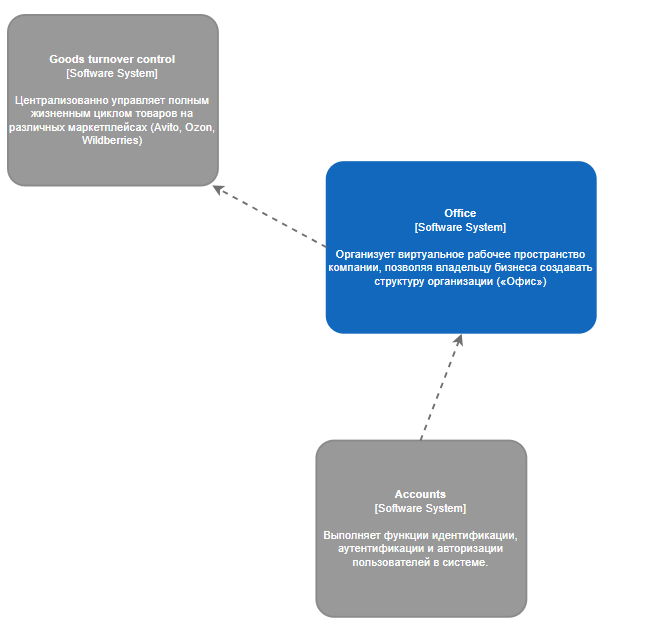 Goods turnover control
[Software System]
Централизованно управляет полным
жизненным циклом товаров на
различных маркетплейсах (Avito, Ozon,
Wildberries)
Office
[Software System]
Организует виртуальное рабочее пространство
компании, позволяя владельцу бизнеса создавать
структуру организации («Офис»)
Accounts
[Software System]
Выполняет функции идентификации,
аутентификации и авторизации
пользователей в системе.